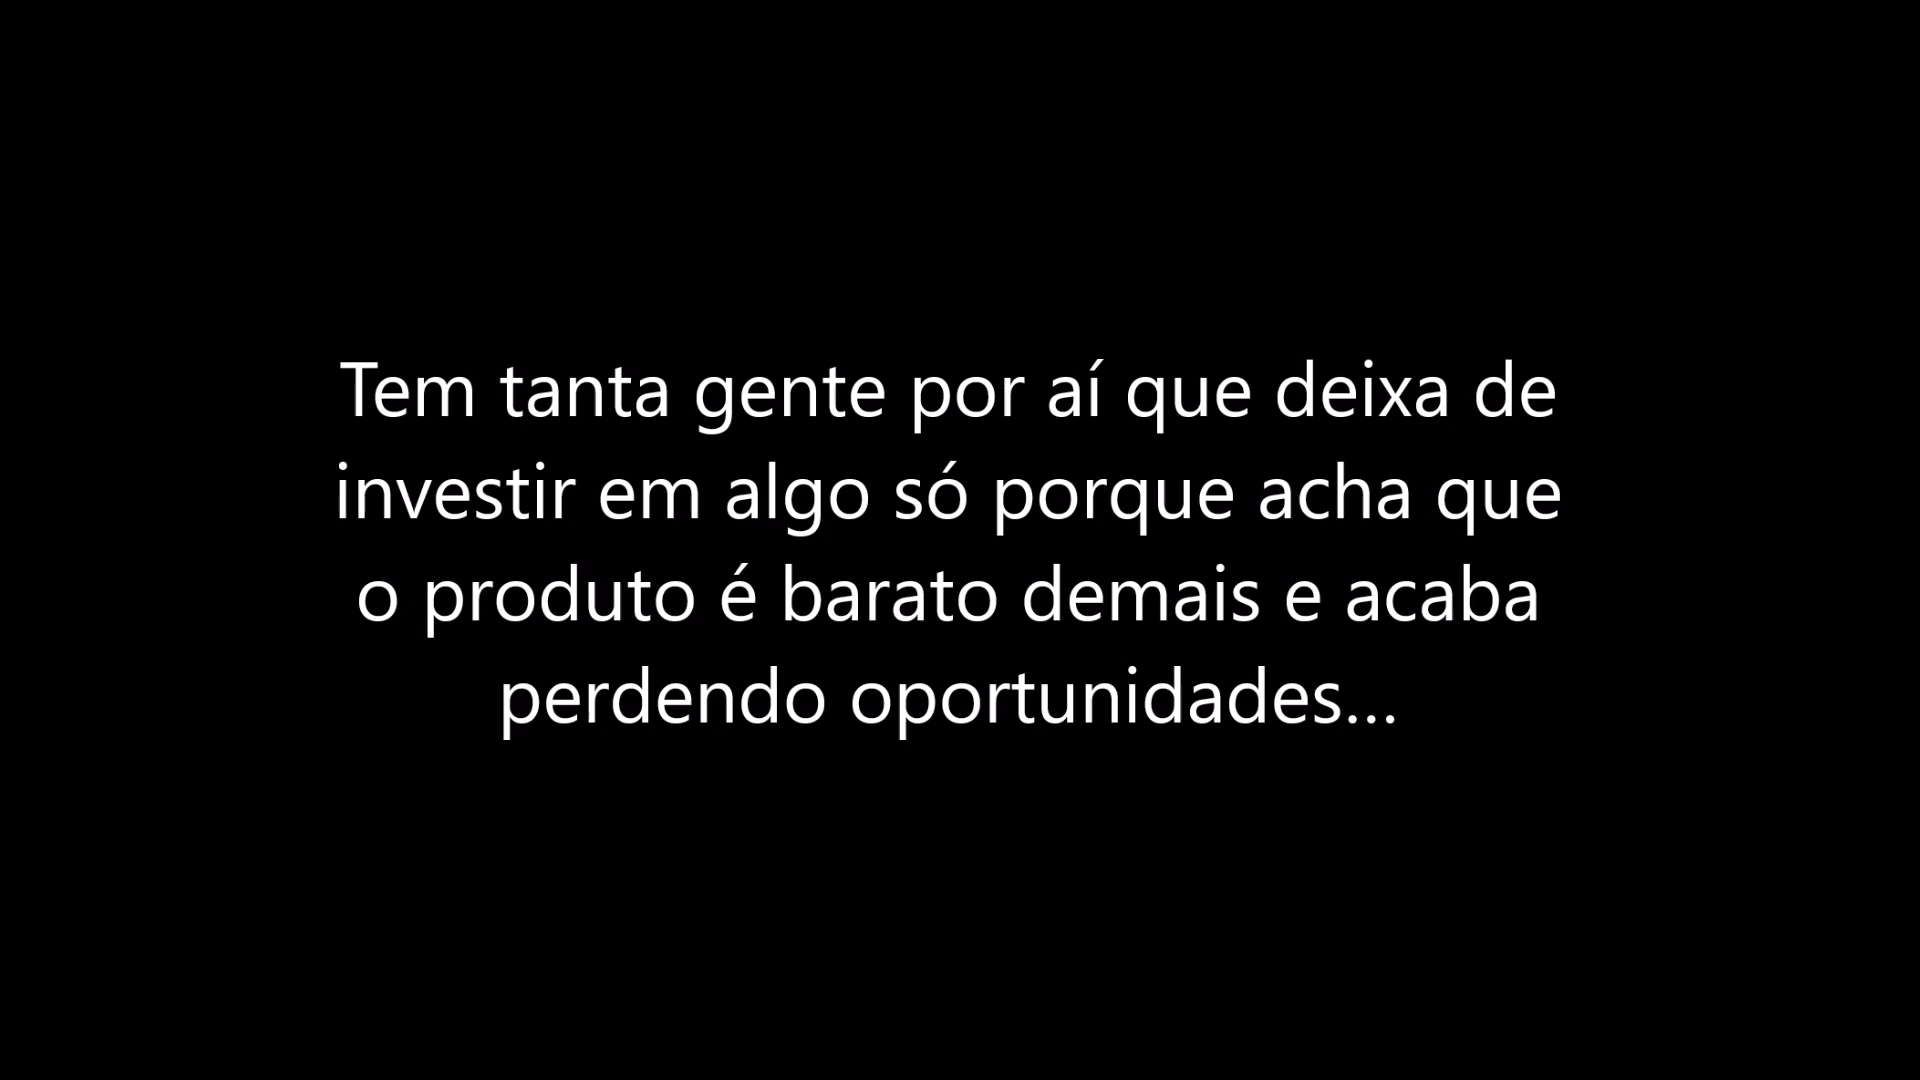 Tem tanta gente por aí que deixa de
investir em algo só porque acha que
o produto é barato demais e acaba
perdendo oportunidades...